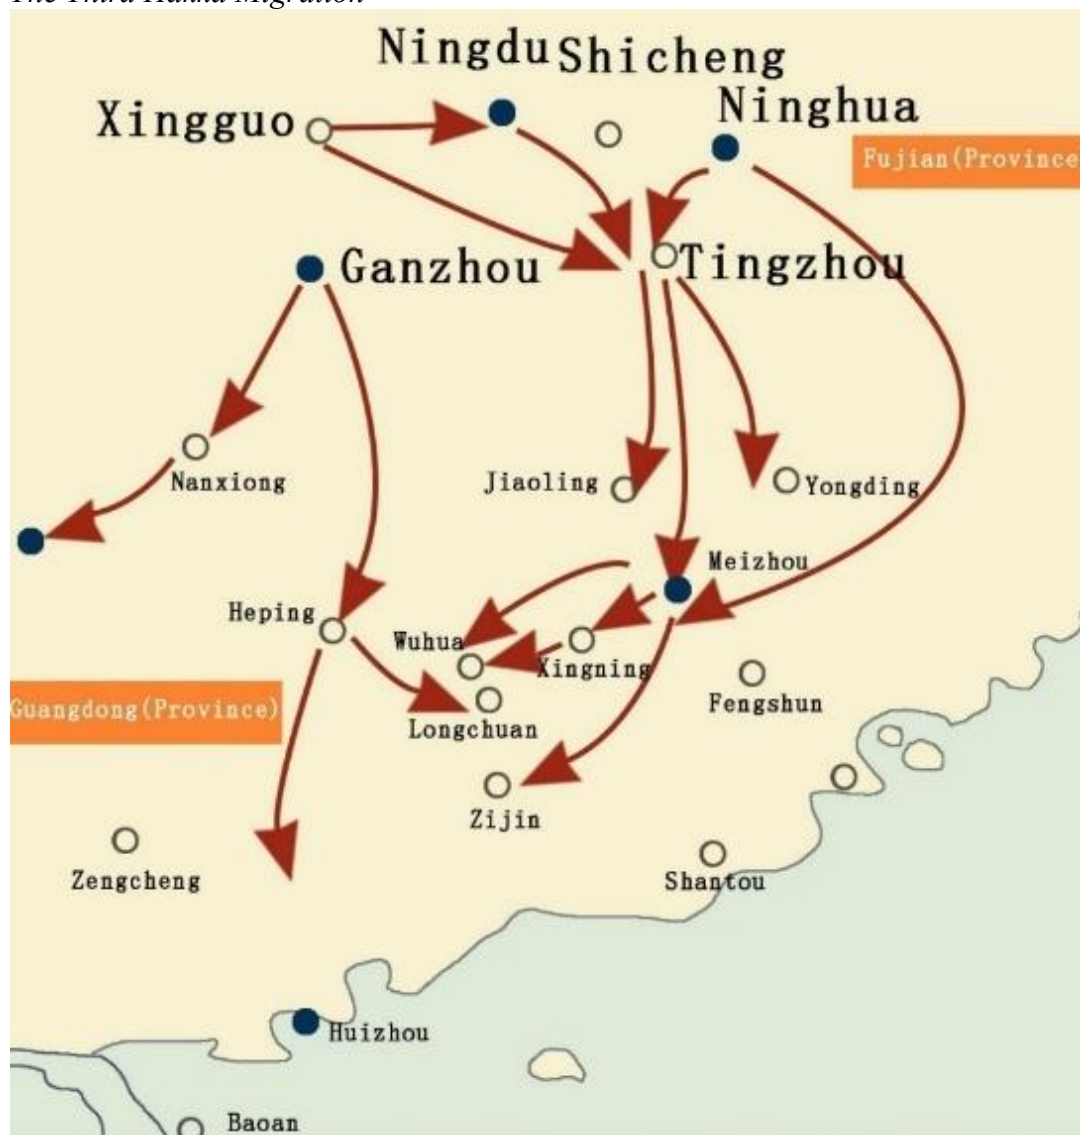 The Third Hakka Migration
Ningdu
Shicheng
Ninghua
Xingguo
Fujian(Province
Ganzhou
Tingzhou
Nanxiong
Jiaoling
Yongding
Meizhou
Heping
Wuhua
Xingning
Guangdong(Province)
Longchuan
Fengshun
Zijin
Zengcheng
Shantou
Huizhou
Baoan